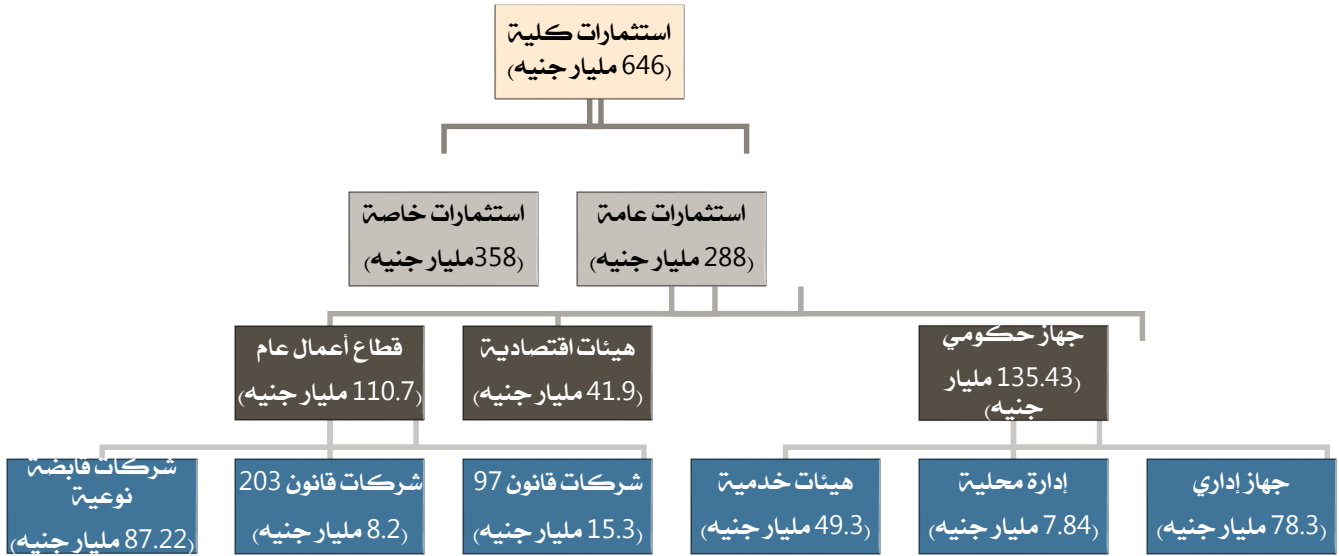 استثمارات كلية
(646 مليار جنيه)
استثمارات عامة
(288 مليار جنيه)
استثمارات خاصة
(358مليار جنيه)
جهاز حكومي
(135.43 مليار
جنيه)
هيئات اقتصادية
(41.9 مليار جنيه)
قطاع أعمال عام
(110.7 مليار جنيه)
جهاز إداري
(78.3 مليار جنيه)
إدارة محلية
(7.84 مليار جنيه)
هيئات خدمية
(49.3 مليار جنيه)
شركات قانون 97
(15.3 مليار جنيه)
شركات قانون 203
(8.2 مليار جنيه)
شركات قابضة
نوعية
(87.22 مليار جنيه)